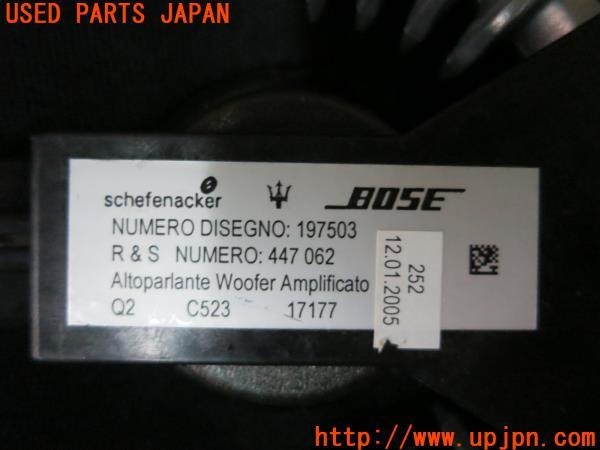 USED PARTS JAPAN
schefenacker
BOSE
NUMERO DISEGNO: 197503
R & S NUMERO: 447 062
Altoparlante Woofer Amplificato
Q2 C523 17177
252
12.01.2005
UPJ http://www.upjpn.com/